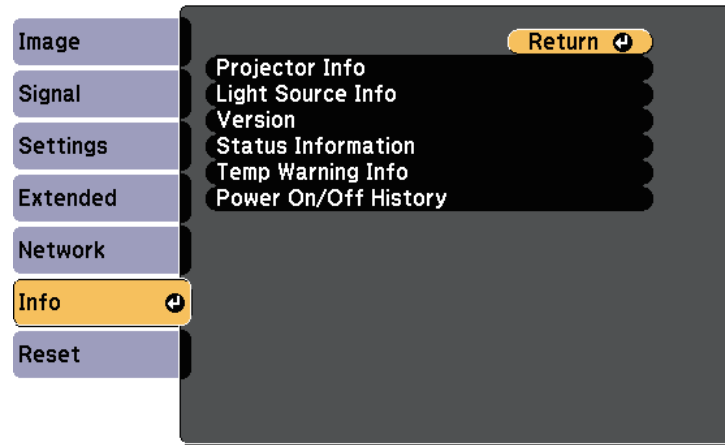 Image
Signal
Settings
Extended
Network
Info
Reset
Return
Projector Info
Light Source Info
Version
Status Information
Temp Warning Info
Power On/Off History